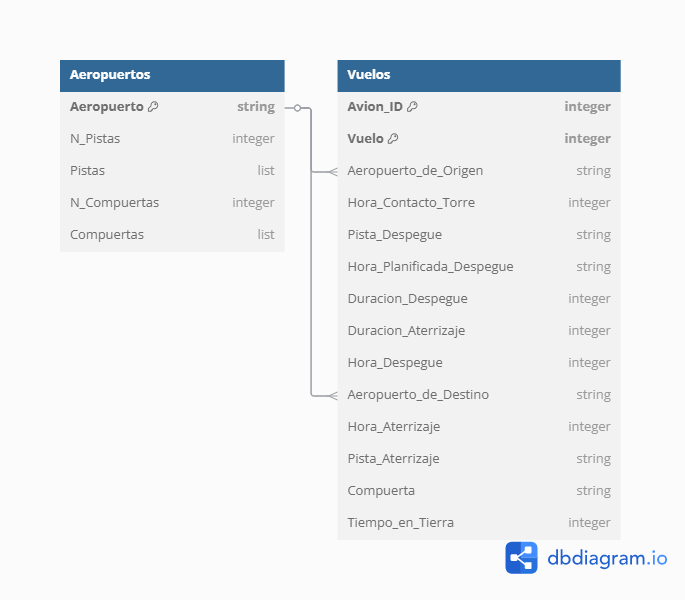 Aeropuertos
Aeropuerto string
N_Pistas integer
Pistas list
N_Compuertas integer
Compuertas list
Vuelos
Avion_ID integer
Vuelo integer
Aeropuerto_de_Origen string
Hora_Contacto_Torre integer
Pista_Despegue string
Hora_Planificada_Despegue string
Duracion_Despegue integer
Duracion_Aterrizaje integer
Hora_Despegue integer
Aeropuerto_de_Destino string
Hora_Aterrizaje integer
Pista_Aterrizaje string
Compuerta string
Tiempo_en_Tierra integer
dbdiagram.io